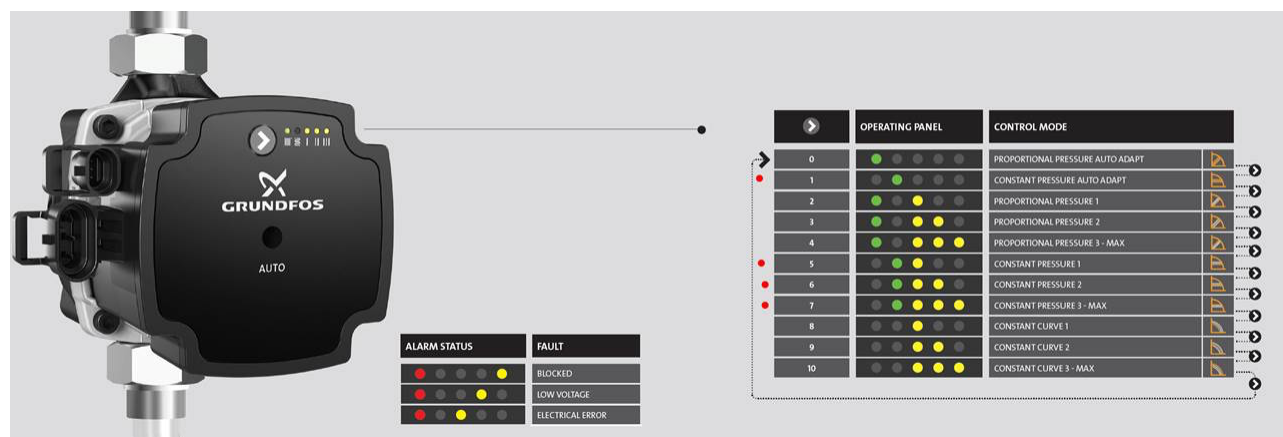 GRUNDFOS
AUTO
ALARM STATUS FAULT
BLOCKED
LOW VOLTAGE
ELECTRICAL ERROR
OPERATING PANEL CONTROL MODE
0 PROPORTIONAL PRESSURE AUTO ADAPT
1 CONSTANT PRESSURE AUTO ADAPT
2 PROPORTIONAL PRESSURE 1
3 PROPORTIONAL PRESSURE 2
4 PROPORTIONAL PRESSURE 3 - MAX
5 CONSTANT PRESSURE 1
6 CONSTANT PRESSURE 2
7 CONSTANT PRESSURE 3 - MAX
8 CONSTANT CURVE 1
9 CONSTANT CURVE 2
10 CONSTANT CURVE 3 - MAX